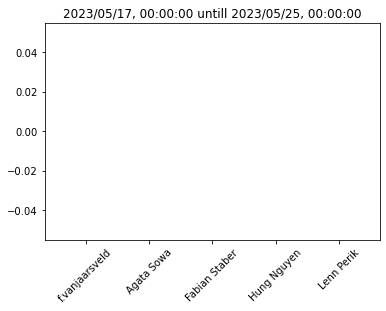 2023/05/17, 00:00:00 untill 2023/05/25, 00:00:00
0.04
0.02
0.00
−0.02
−0.04
f.vanjaarsveld
Agata Sowa
Fabian Staber
Hung Nguyen
Lenn Perik